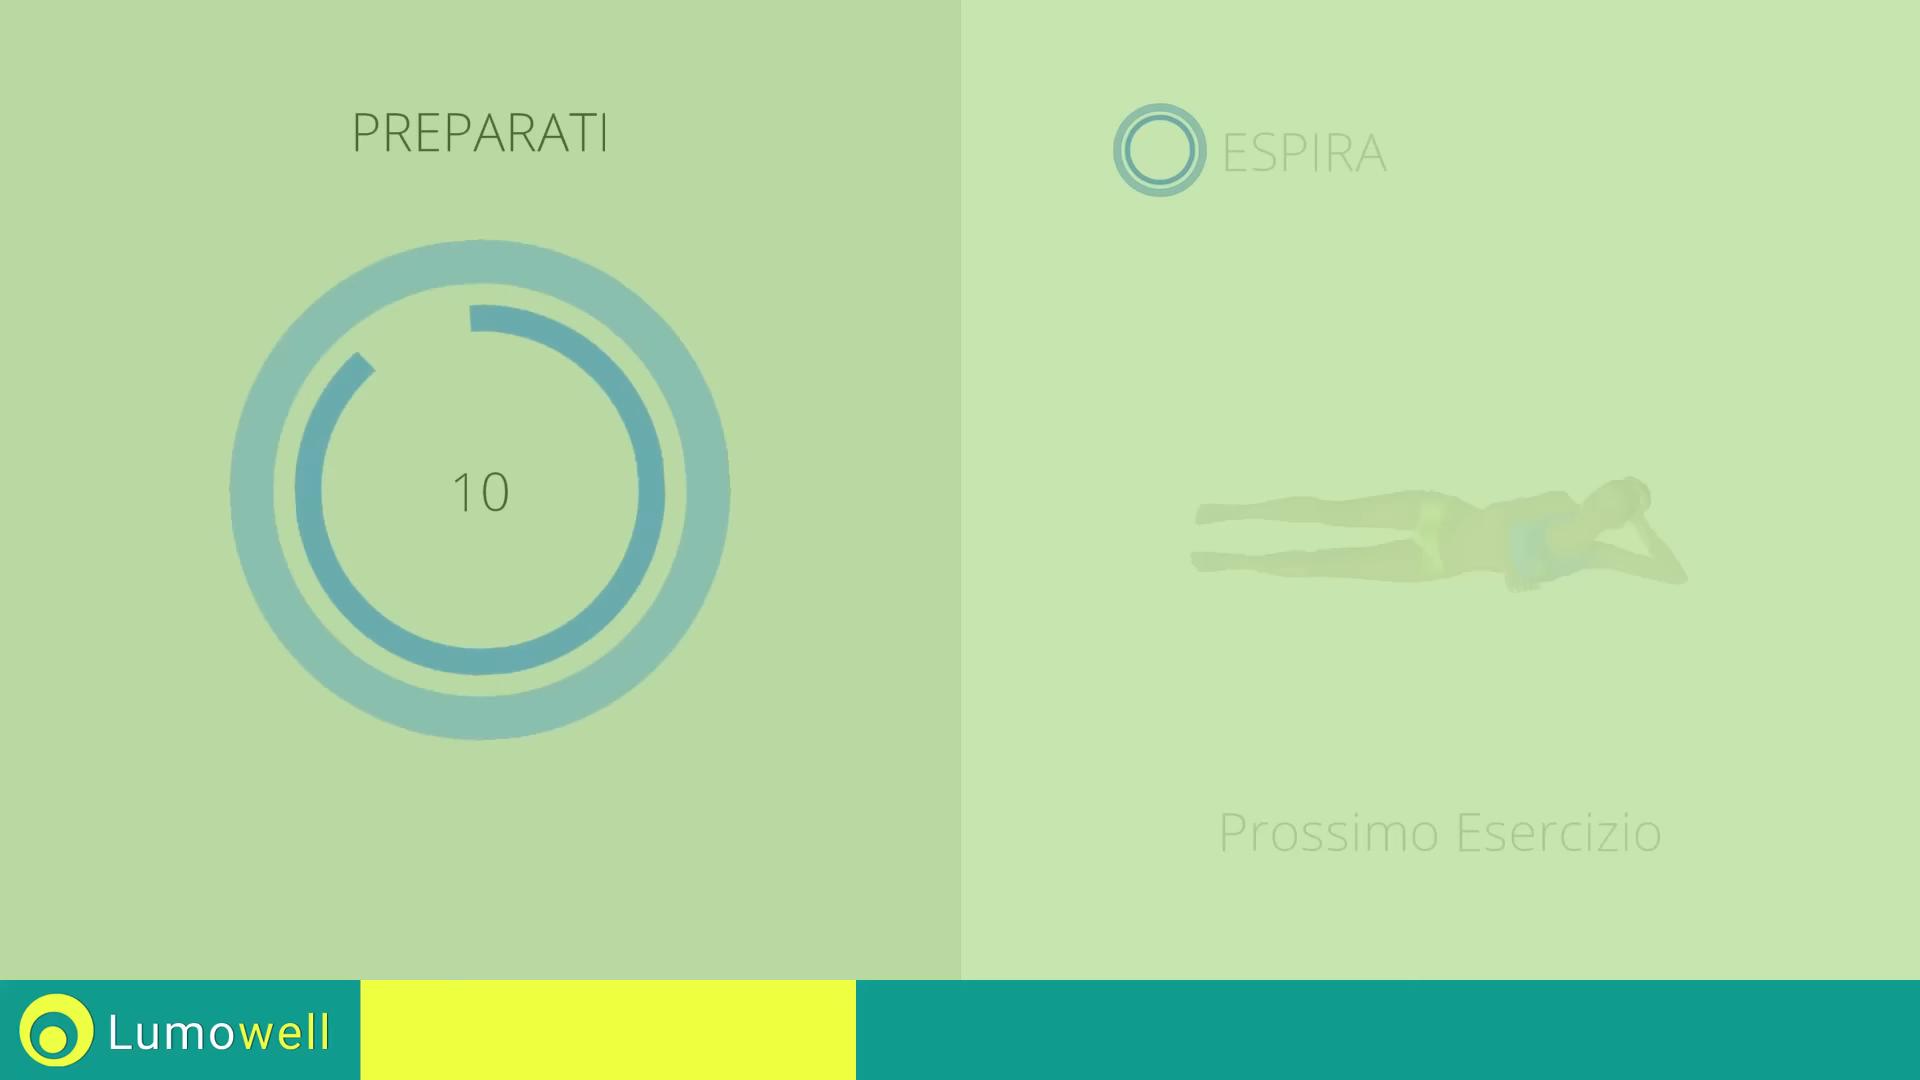 PREPARATI
10
ESPIRA
Prossimo Esercizio
Lumowell